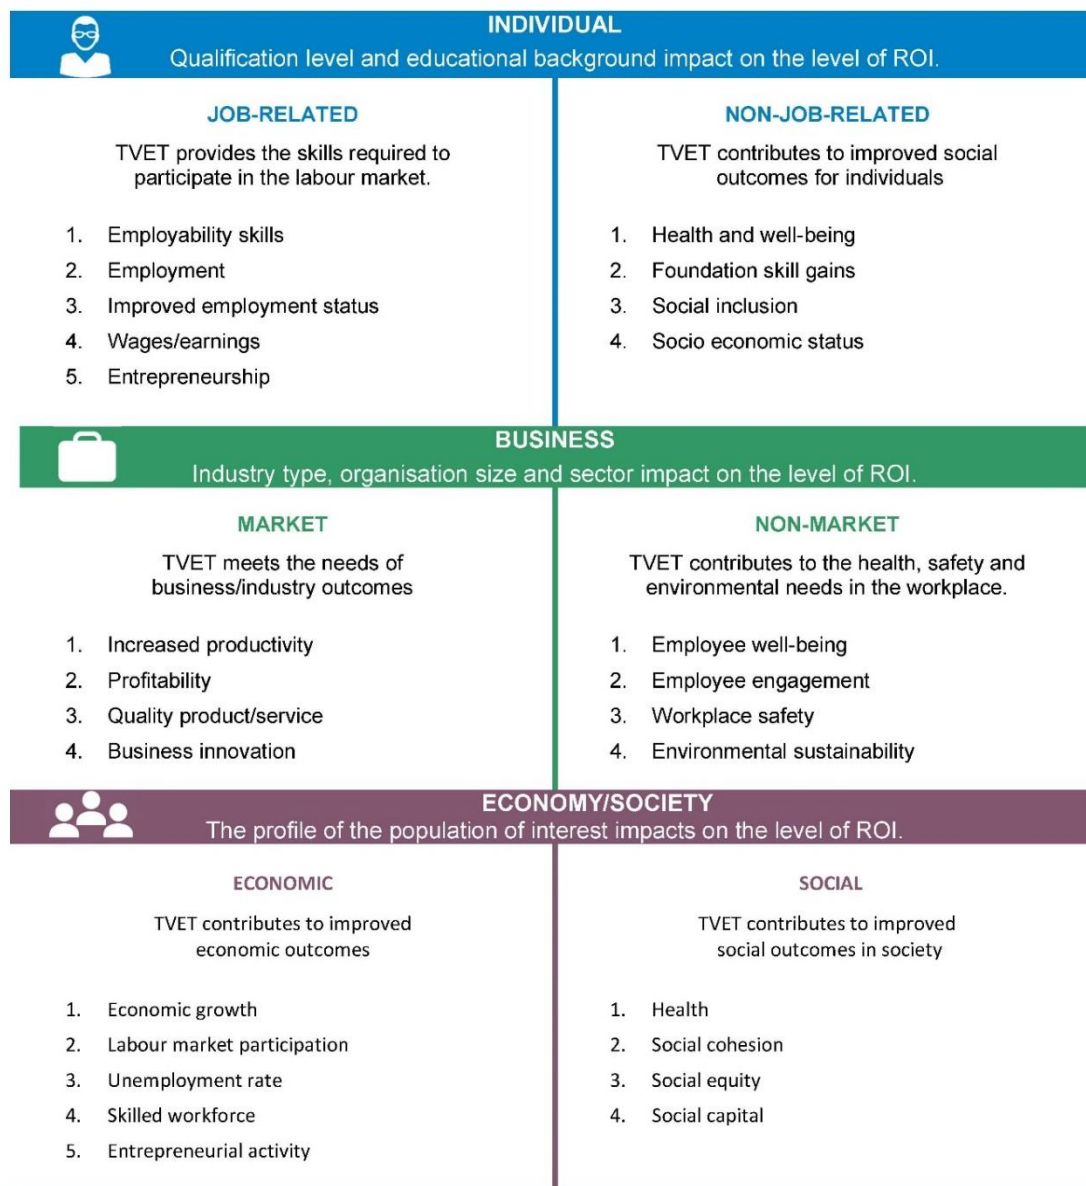 INDIVIDUAL
Qualification level and educational background impact on the level of ROI.
JOB-RELATED
TVET provides the skills required to
participate in the labour market.
1. Employability skills
2. Employment
3. Improved employment status
4. Wages/earnings
5. Entrepreneurship
NON-JOB-RELATED
TVET contributes to improved social
outcomes for individuals
1. Health and well-being
2. Foundation skill gains
3. Social inclusion
4. Socio economic status
BUSINESS
Industry type, organisation size and sector impact on the level of ROI.
MARKET
TVET meets the needs of
business/industry outcomes
1. Increased productivity
2. Profitability
3. Quality product/service
4. Business innovation
NON-MARKET
TVET contributes to the health, safety and
environmental needs in the workplace.
1. Employee well-being
2. Employee engagement
3. Workplace safety
4. Environmental sustainability
ECONOMY/SOCIETY
The profile of the population of interest impacts on the level of ROI.
ECONOMIC
TVET contributes to improved
economic outcomes
1. Economic growth
2. Labour market participation
3. Unemployment rate
4. Skilled workforce
5. Entrepreneurial activity
SOCIAL
TVET contributes to improved
social outcomes in society
1. Health
2. Social cohesion
3. Social equity
4. Social capital